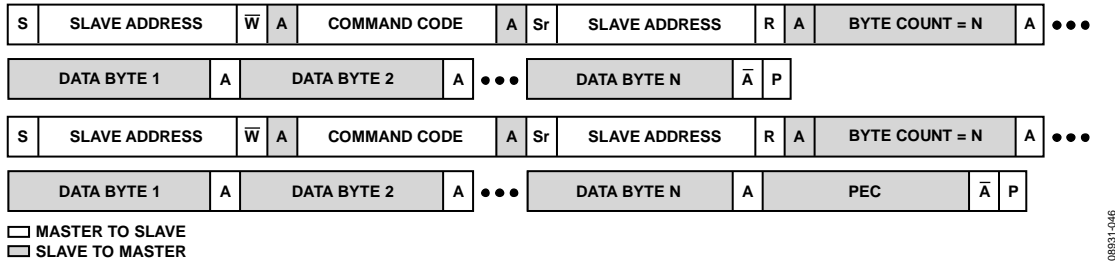 S SLAVE ADDRESS W̅ A COMMAND CODE A Sr SLAVE ADDRESS R A BYTE COUNT = N A •••
DATA BYTE 1 A DATA BYTE 2 A ••• DATA BYTE N A̅ P
S SLAVE ADDRESS W̅ A COMMAND CODE A Sr SLAVE ADDRESS R A BYTE COUNT = N A •••
DATA BYTE 1 A DATA BYTE 2 A ••• DATA BYTE N A PEC A̅ P
MASTER TO SLAVE
SLAVE TO MASTER
08931-046